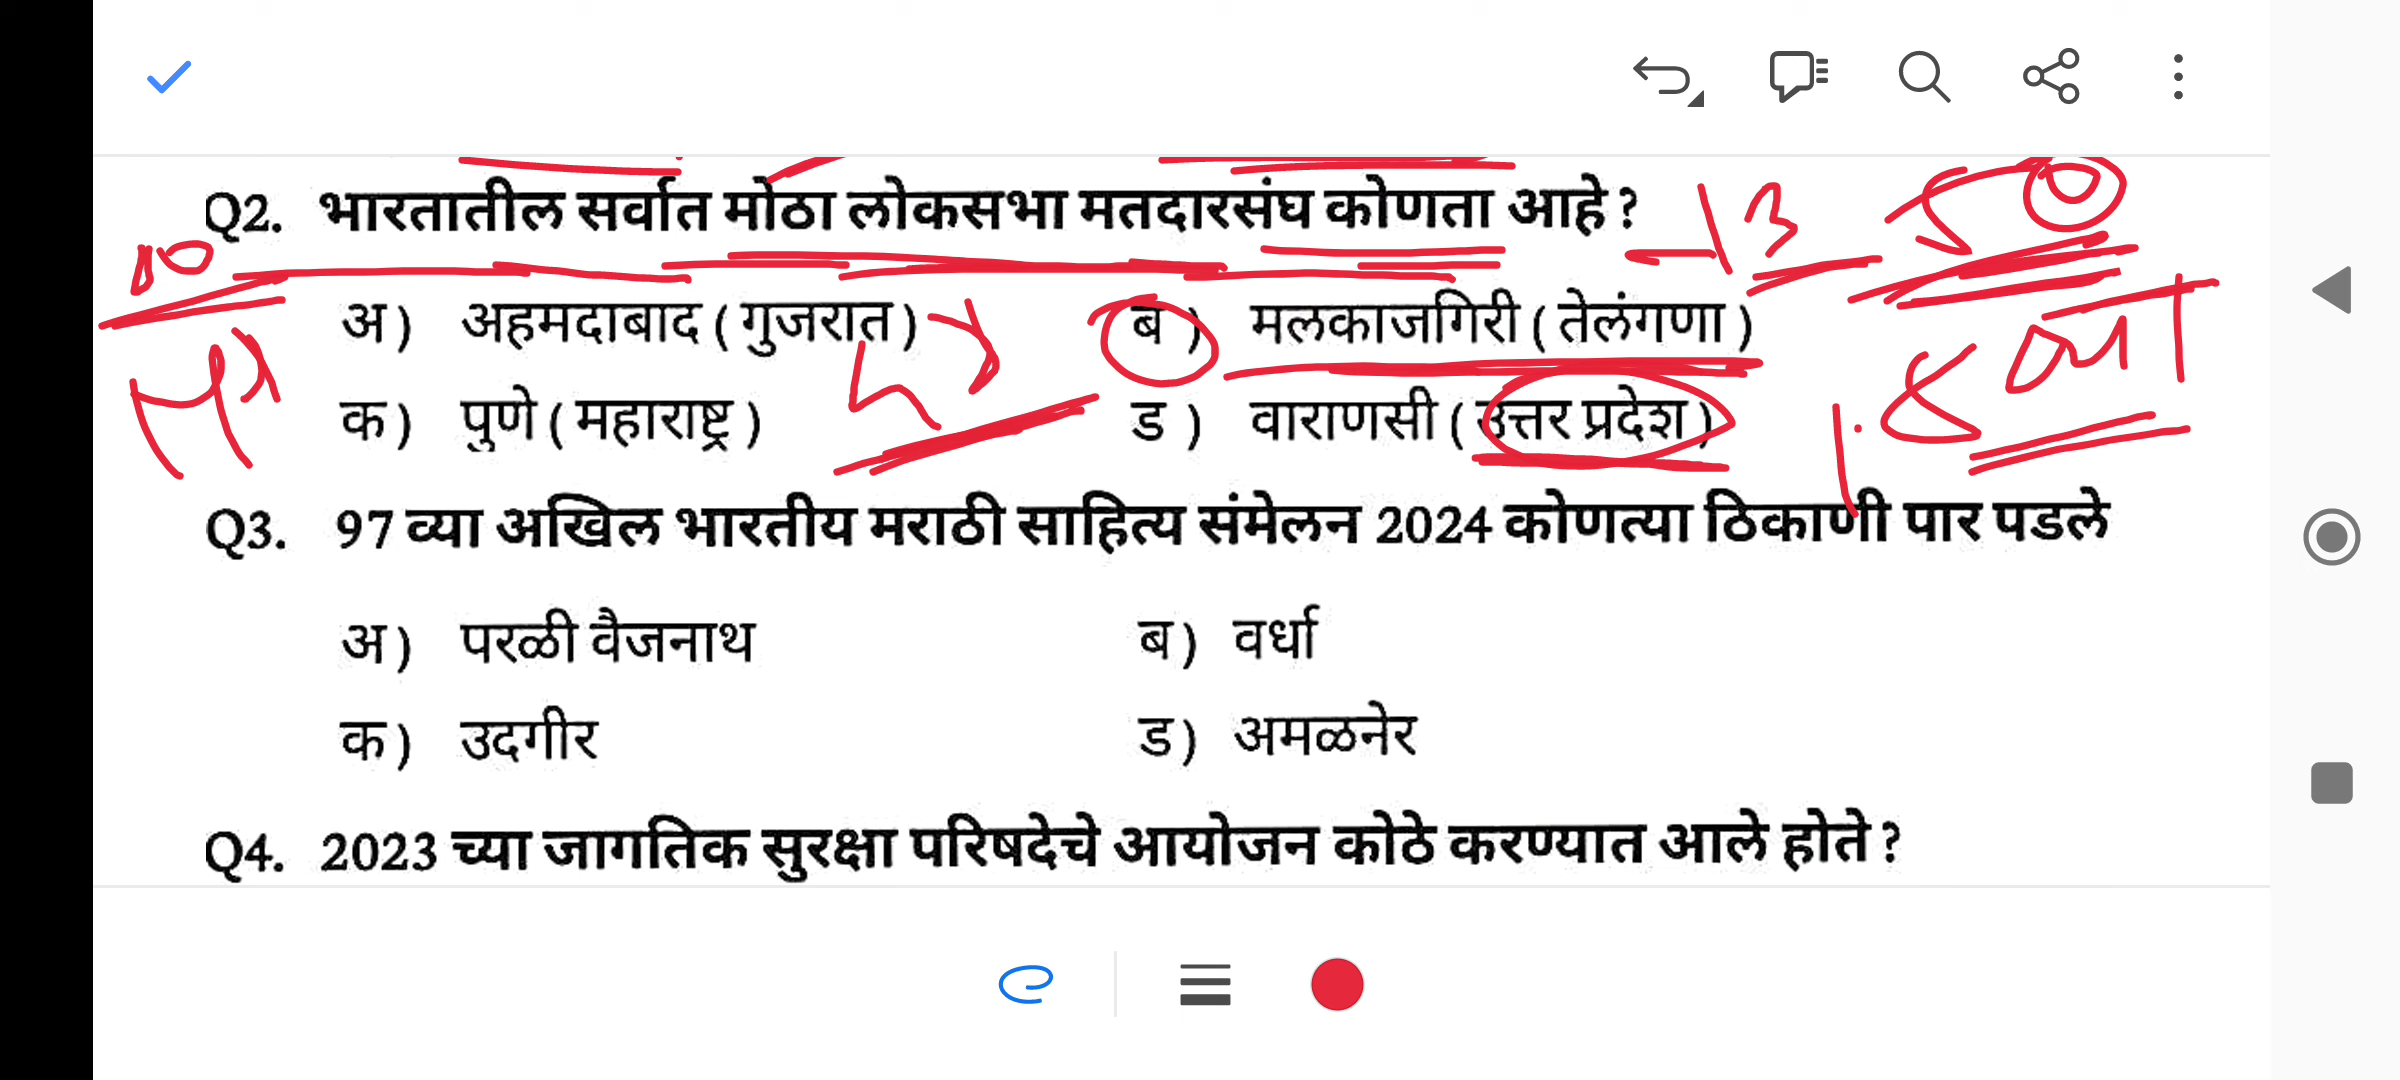 Q2. भारतातील सर्वात मोठा लोकसभा मतदारसंघ कोणता आहे ?
अ) अहमदाबाद ( गुजरात ) ब ) मलकाजगिरी ( तेलंगणा )
क) पुणे ( महाराष्ट्र ) ड ) वाराणसी ( उत्तर प्रदेश )
Q3. 97 व्या अखिल भारतीय मराठी साहित्य संमेलन 2024 कोणत्या ठिकाणी पार पडले
अ) परळी वैजनाथ ब) वर्धा
क) उदगीर ड) अमळनेर
Q4. 2023 च्या जागतिक सुरक्षा परिषदेचे आयोजन कोठे करण्यात आले होते ?